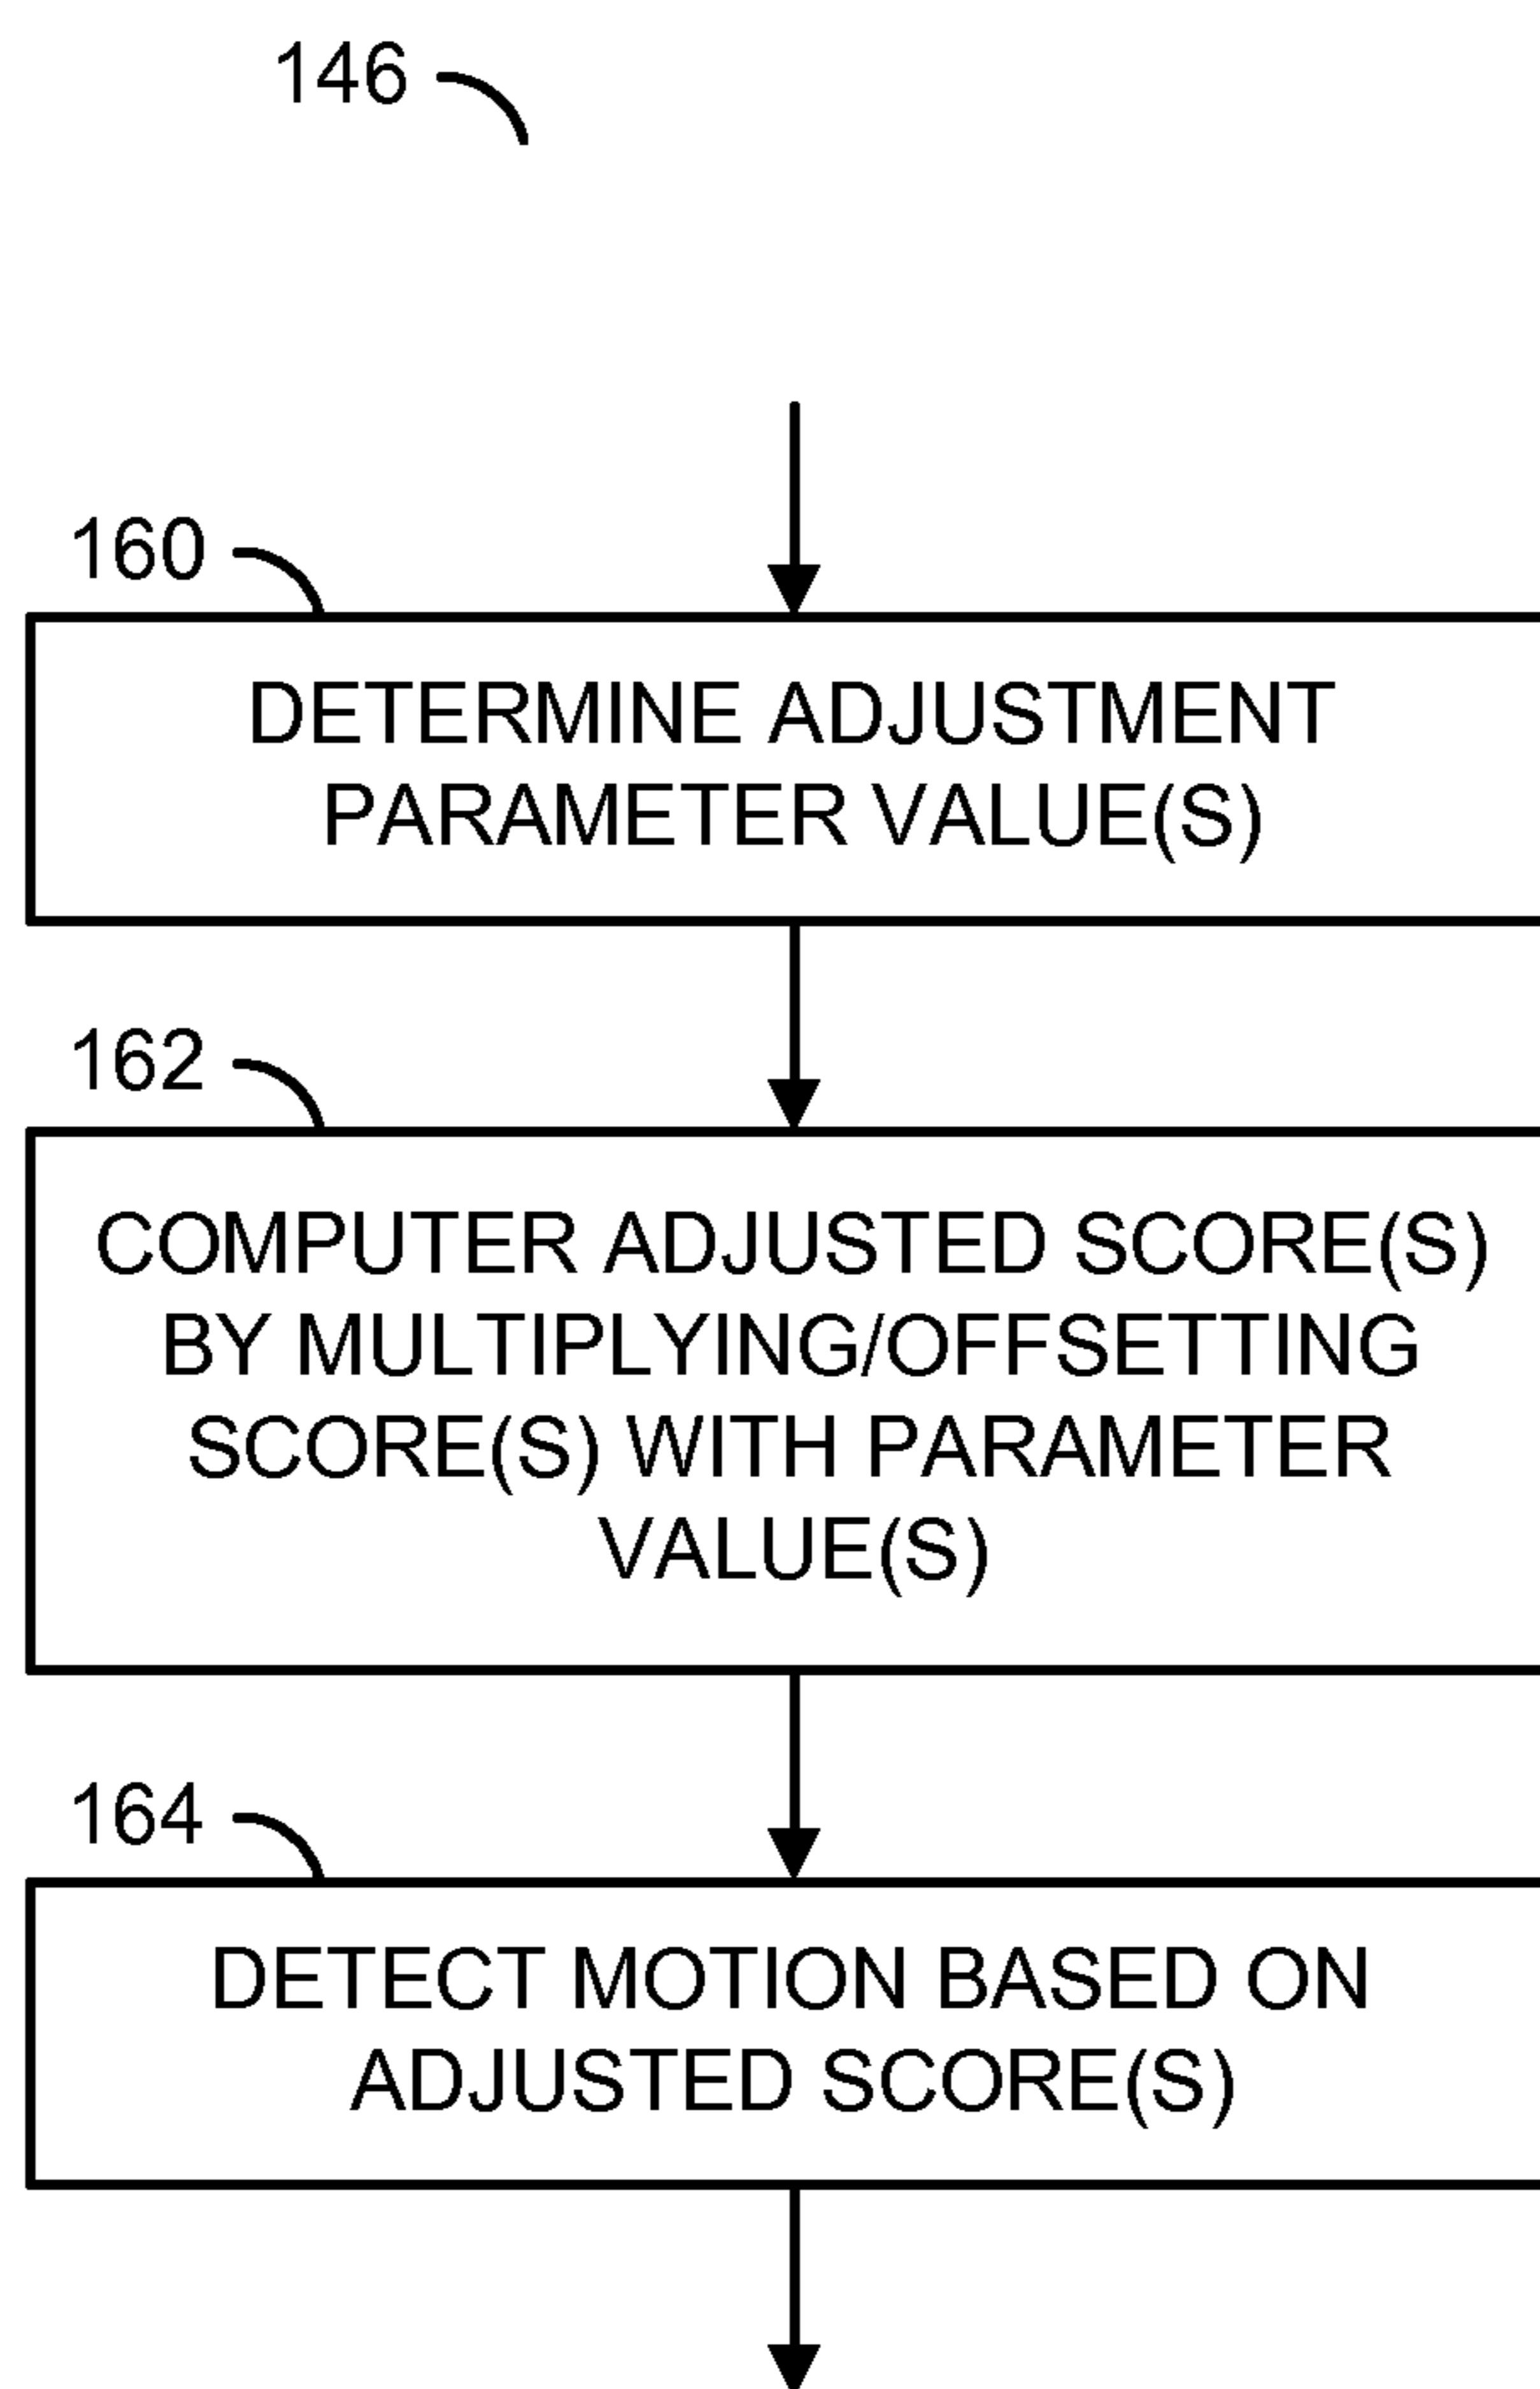 146
160
DETERMINE ADJUSTMENT
PARAMETER VALUE(S)
162
COMPUTER ADJUSTED SCORE(S)
BY MULTIPLYING/OFFSETTING
SCORE(S) WITH PARAMETER
VALUE(S)
164
DETECT MOTION BASED ON
ADJUSTED SCORE(S)